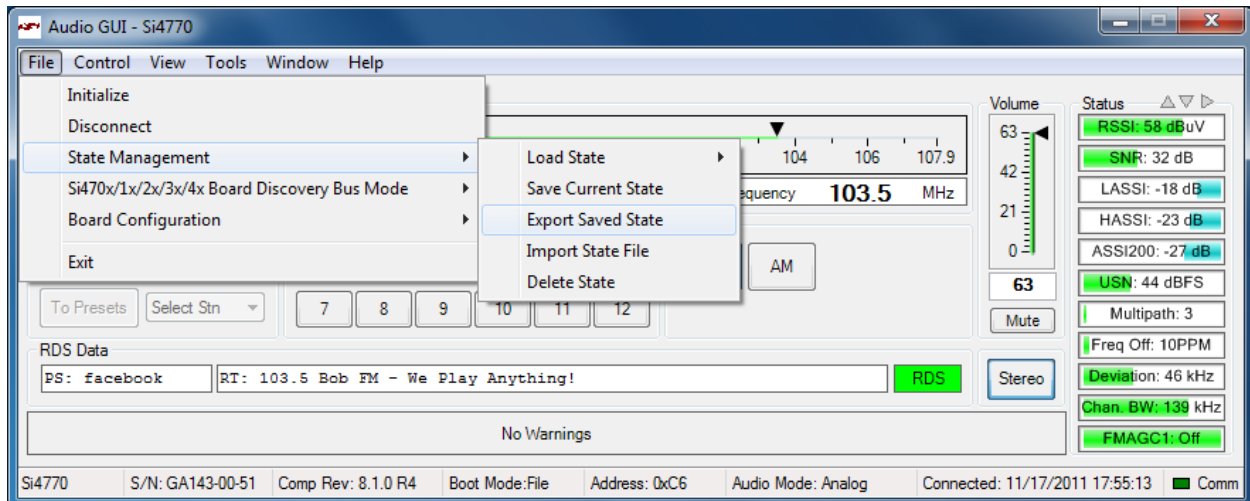 Audio GUI - Si4770
File Control View Tools Window Help
Initialize
Disconnect
State Management
Si470x/1x/2x/3x/4x Board Discovery Bus Mode
Board Configuration
Exit
Load State
Save Current State
Export Saved State
Import State File
Delete State
104 106 107.9
103.5 MHz
AM
To Presets Select Stn 7 8 9 10 11 12
Volume
63
42
21
0
63
Mute
Stereo
Status
RSSI: 58 dBuV
SNR: 32 dB
LASSI: -18 dB
HASSI: -23 dB
ASSI200: -27 dB
USN: 44 dBFS
Multipath: 3
Freq Off: 10PPM
Deviation: 46 kHz
Chan. BW: 139 kHz
FMAGC1: Off
RDS Data
PS: facebook RT: 103.5 Bob FM - We Play Anything! RDS
No Warnings
Si4770 S/N: GA143-00-51 Comp Rev: 8.1.0 R4 Boot Mode:File Address: 0xC6 Audio Mode: Analog Connected: 11/17/2011 17:55:13 Comm